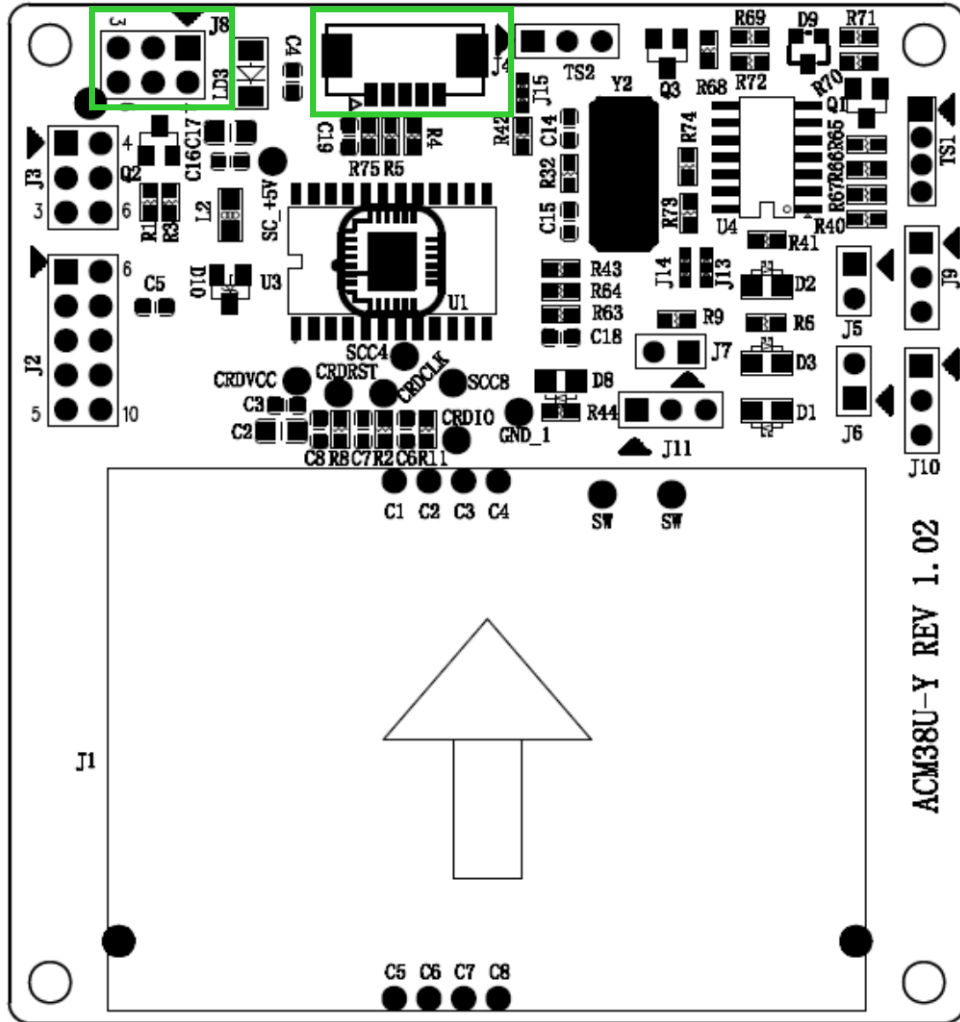 3
J8
R69
D9
R71
C4
LD3
J4
J15
TS2
Y2
Q3
R68
R72
R70
Q1
C17
C16
C19
R75
R5
R4
R42
C14
R32
R74
R65
R66
R67
TS1
J3
4
Q2
3
6
R1
R3
L2
SC_+5V
C15
R73
U4
R40
R41
D10
U3
U1
R43
R64
R63
C18
J14
J13
D2
J9
6
C5
R9
R6
J5
J2
SCC4
CRDVCC
CRDRST
CRDCLK
SCC8
J7
D3
5
10
C3
C2
CRDIO
GND_1
D8
R44
D1
J6
C8
R8
C7
R2
C6
R11
J11
J10
C1
C2
C3
C4
SW
SW
ACM38U-Y REV 1.02
J1
C5
C6
C7
C8